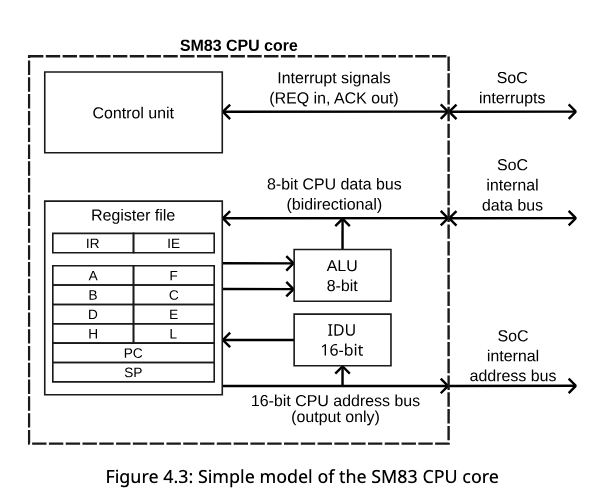 SM83 CPU core
Control unit
Interrupt signals
(REQ in, ACK out)
SoC
interrupts
8-bit CPU data bus
(bidirectional)
SoC
internal
data bus
Register file
IR IE
A F
B C
D E
H L
PC
SP
ALU
8-bit
IDU
16-bit
16-bit CPU address bus
(output only)
SoC
internal
address bus
Figure 4.3: Simple model of the SM83 CPU core